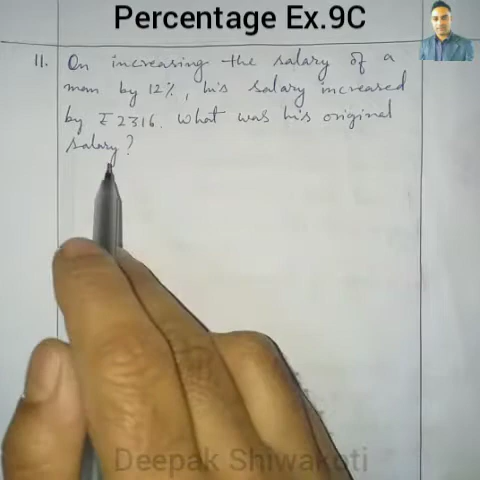 Percentage Ex.9C
11. On increasing the salary of a
man by 12%, his salary increased
by ₹ 2316. What was his original
salary?
Deepak Shiwakoti